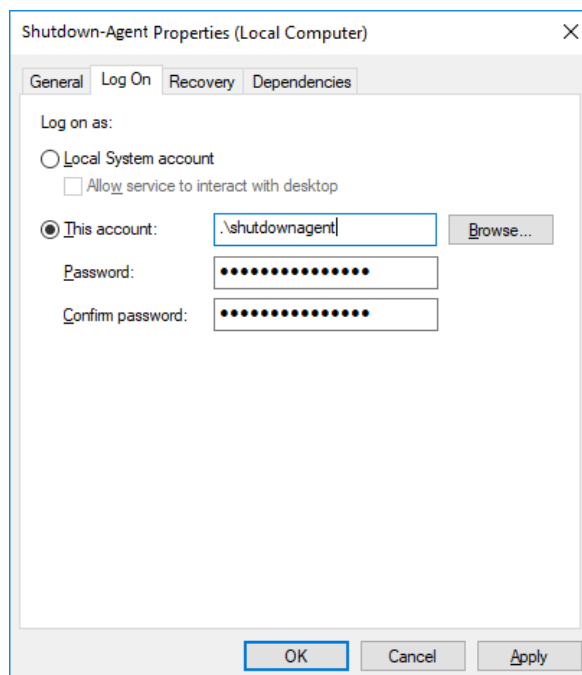 Shutdown-Agent Properties (Local Computer)
General Log On Recovery Dependencies
Log on as:
Local System account
Allow service to interact with desktop
This account: .\shutdownagent Browse...
Password: ●●●●●●●●●●●●●●●
Confirm password: ●●●●●●●●●●●●●●●
OK Cancel Apply